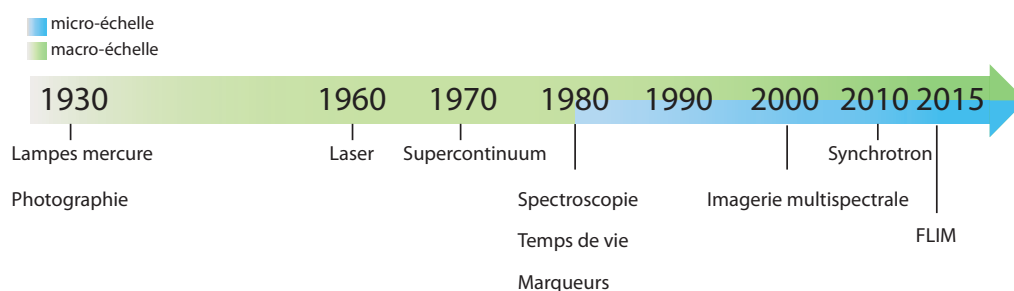 micro-échelle
macro-échelle
1930 1960 1970 1980 1990 2000 2010 2015
Lampes mercure Laser Supercontinuum Synchrotron
Photographie Spectroscopie Imagerie multispectrale
Temps de vie FLIM
Marqueurs